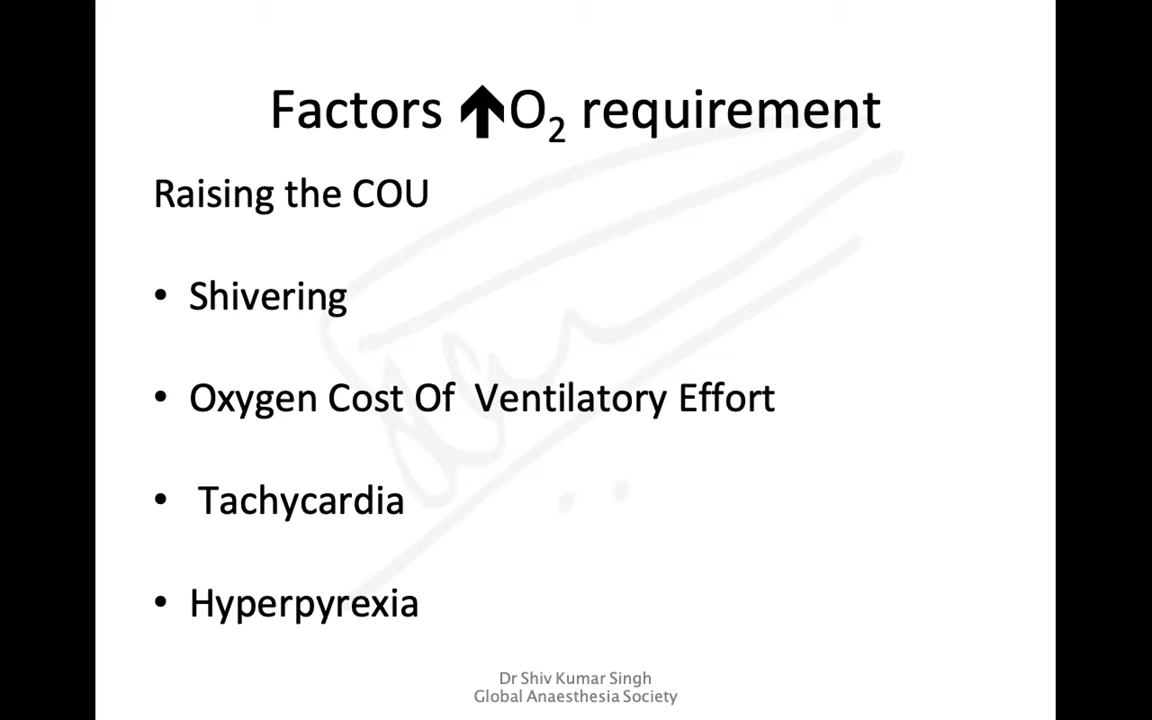 Factors ⬆O₂ requirement
Raising the COU
• Shivering
• Oxygen Cost Of Ventilatory Effort
• Tachycardia
• Hyperpyrexia
Dr Shiv Kumar Singh
Global Anaesthesia Society